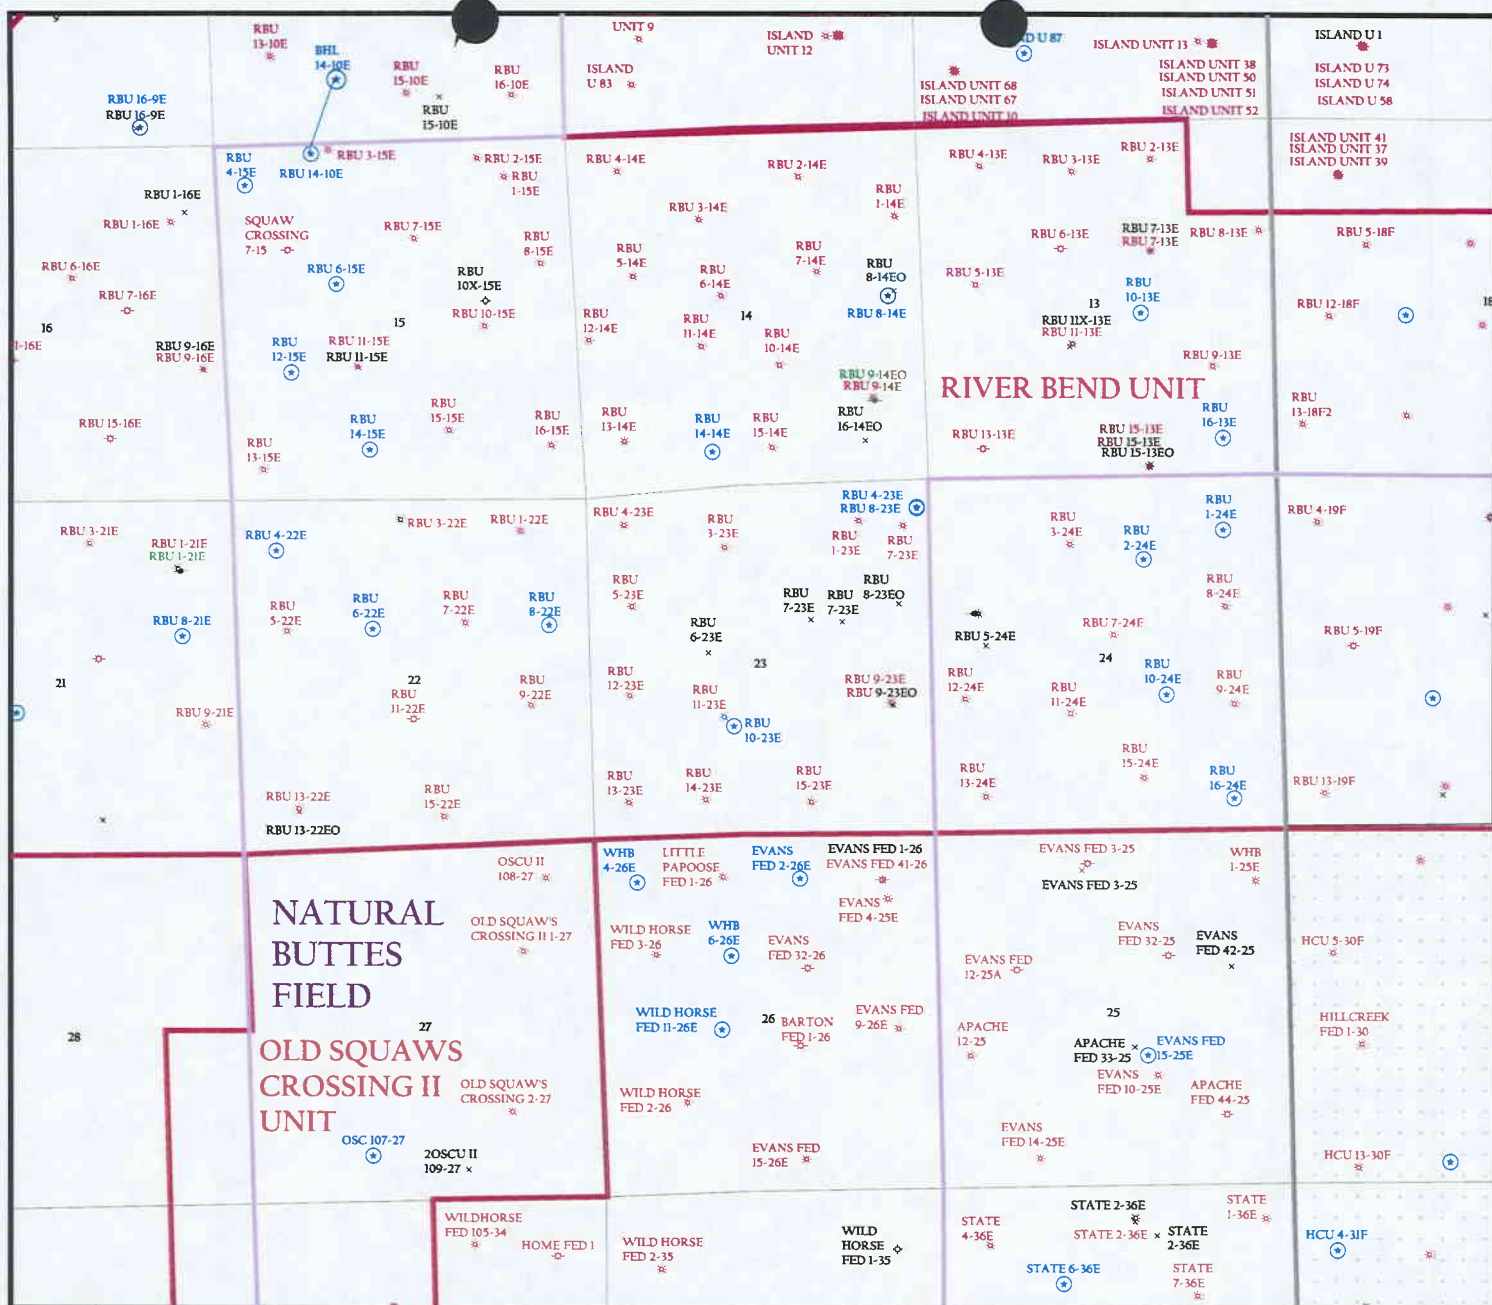 9
RBU
13-10E
BHL
14-10E
RBU
15-10E
RBU
16-10E
RBU
15-10E
RBU 16-9E
RBU 16-9E
UNIT 9
ISLAND
U 83
ISLAND
UNIT 12
D U 87
ISLAND UNIT 68
ISLAND UNIT 67
ISLAND UNIT 10
ISLAND UNIT 13
ISLAND UNIT 38
ISLAND UNIT 50
ISLAND UNIT 51
ISLAND UNIT 52
ISLAND U 1
ISLAND U 73
ISLAND U 74
ISLAND U 58
ISLAND UNIT 41
ISLAND UNIT 37
ISLAND UNIT 39
RBU 1-16E
RBU 1-16E
RBU 6-16E
RBU 7-16E
16
1-16E
RBU 9-16E
RBU 9-16E
RBU 15-16E
RBU
4-15E
RBU 14-10E
RBU 3-15E
RBU 2-15E
RBU
1-15E
SQUAW
CROSSING
7-15
RBU 7-15E
RBU
8-15E
RBU 6-15E
RBU
10X-15E
RBU 10-15E
15
RBU
12-15E
RBU 11-15E
RBU 11-15E
RBU
14-15E
RBU
15-15E
RBU
16-15E
RBU
13-15E
RBU 4-14E
RBU 2-14E
RBU
1-14E
RBU 3-14E
RBU
5-14E
RBU
6-14E
RBU
7-14E
RBU
8-14EO
RBU 8-14E
RBU
12-14E
RBU
11-14E
14
RBU
10-14E
RBU 9-14EO
RBU 9-14E
RBU
16-14EO
RBU
13-14E
RBU
14-14E
RBU
15-14E
RBU 4-13E
RBU 3-13E
RBU 2-13E
RBU 6-13E
RBU 7-13E
RBU 7-13E
RBU 8-13E
RBU 5-13E
RBU
10-13E
13
RBU 11X-13E
RBU 11-13E
RBU 9-13E
RIVER BEND UNIT
RBU
16-13E
RBU 13-13E
RBU 15-13E
RBU 15-13E
RBU 15-13EO
RBU 5-18F
RBU 12-18F
18
RBU
13-18F2
RBU 3-21E
RBU 1-21E
RBU 1-21E
RBU 8-21E
21
RBU 9-21E
RBU 4-22E
RBU 3-22E
RBU 1-22E
RBU
5-22E
RBU
6-22E
RBU
7-22E
RBU
8-22E
22
RBU
11-22E
RBU
9-22E
RBU 13-22E
RBU 13-22EO
RBU
15-22E
RBU 4-23E
RBU
3-23E
RBU 4-23E
RBU 8-23E
RBU
1-23E
RBU
7-23E
RBU
5-23E
RBU
6-23E
RBU
7-23E
RBU
7-23E
RBU
8-23EO
23
RBU
12-23E
RBU
11-23E
RBU
10-23E
RBU 9-23E
RBU 9-23EO
RBU
13-23E
RBU
14-23E
RBU
15-23E
RBU
3-24E
RBU
2-24E
RBU
1-24E
RBU
8-24E
RBU 5-24E
RBU 7-24E
24
RBU
12-24E
RBU
11-24E
RBU
10-24E
RBU
9-24E
RBU
13-24E
RBU
15-24E
RBU
16-24E
RBU 4-19F
RBU 5-19F
RBU 13-19F
28
OSCU II
108-27
NATURAL
BUTTES
FIELD
OLD SQUAW'S
CROSSING II 1-27
27
OLD SQUAWS
CROSSING II
UNIT
OLD SQUAW'S
CROSSING 2-27
OSC 107-27
2OSCU II
109-27
WHB
4-26E
LITTLE
PAPOOSE
FED 1-26
EVANS
FED 2-26E
EVANS FED 1-26
EVANS FED 41-26
EVANS
FED 4-25E
WILD HORSE
FED 3-26
WHB
6-26E
EVANS
FED 32-26
WILD HORSE
FED 11-26E
26
BARTON
FED 1-26
EVANS FED
9-26E
WILD HORSE
FED 2-26
EVANS FED
15-26E
EVANS FED 3-25
EVANS FED 3-25
WHB
1-25E
EVANS
FED 32-25
EVANS
FED 42-25
EVANS FED
12-25A
25
APACHE
12-25
APACHE
FED 33-25
EVANS FED
15-25E
EVANS
FED 10-25E
APACHE
FED 44-25
EVANS
FED 14-25E
HCU 5-30F
HILLCREEK
FED 1-30
HCU 13-30F
WILDHORSE
FED 105-34
HOME FED 1
WILD HORSE
FED 2-35
WILD
HORSE
FED 1-35
STATE
4-36E
STATE 2-36E
STATE 2-36E
STATE
2-36E
STATE
1-36E
STATE 6-36E
STATE
7-36E
HCU 4-31F